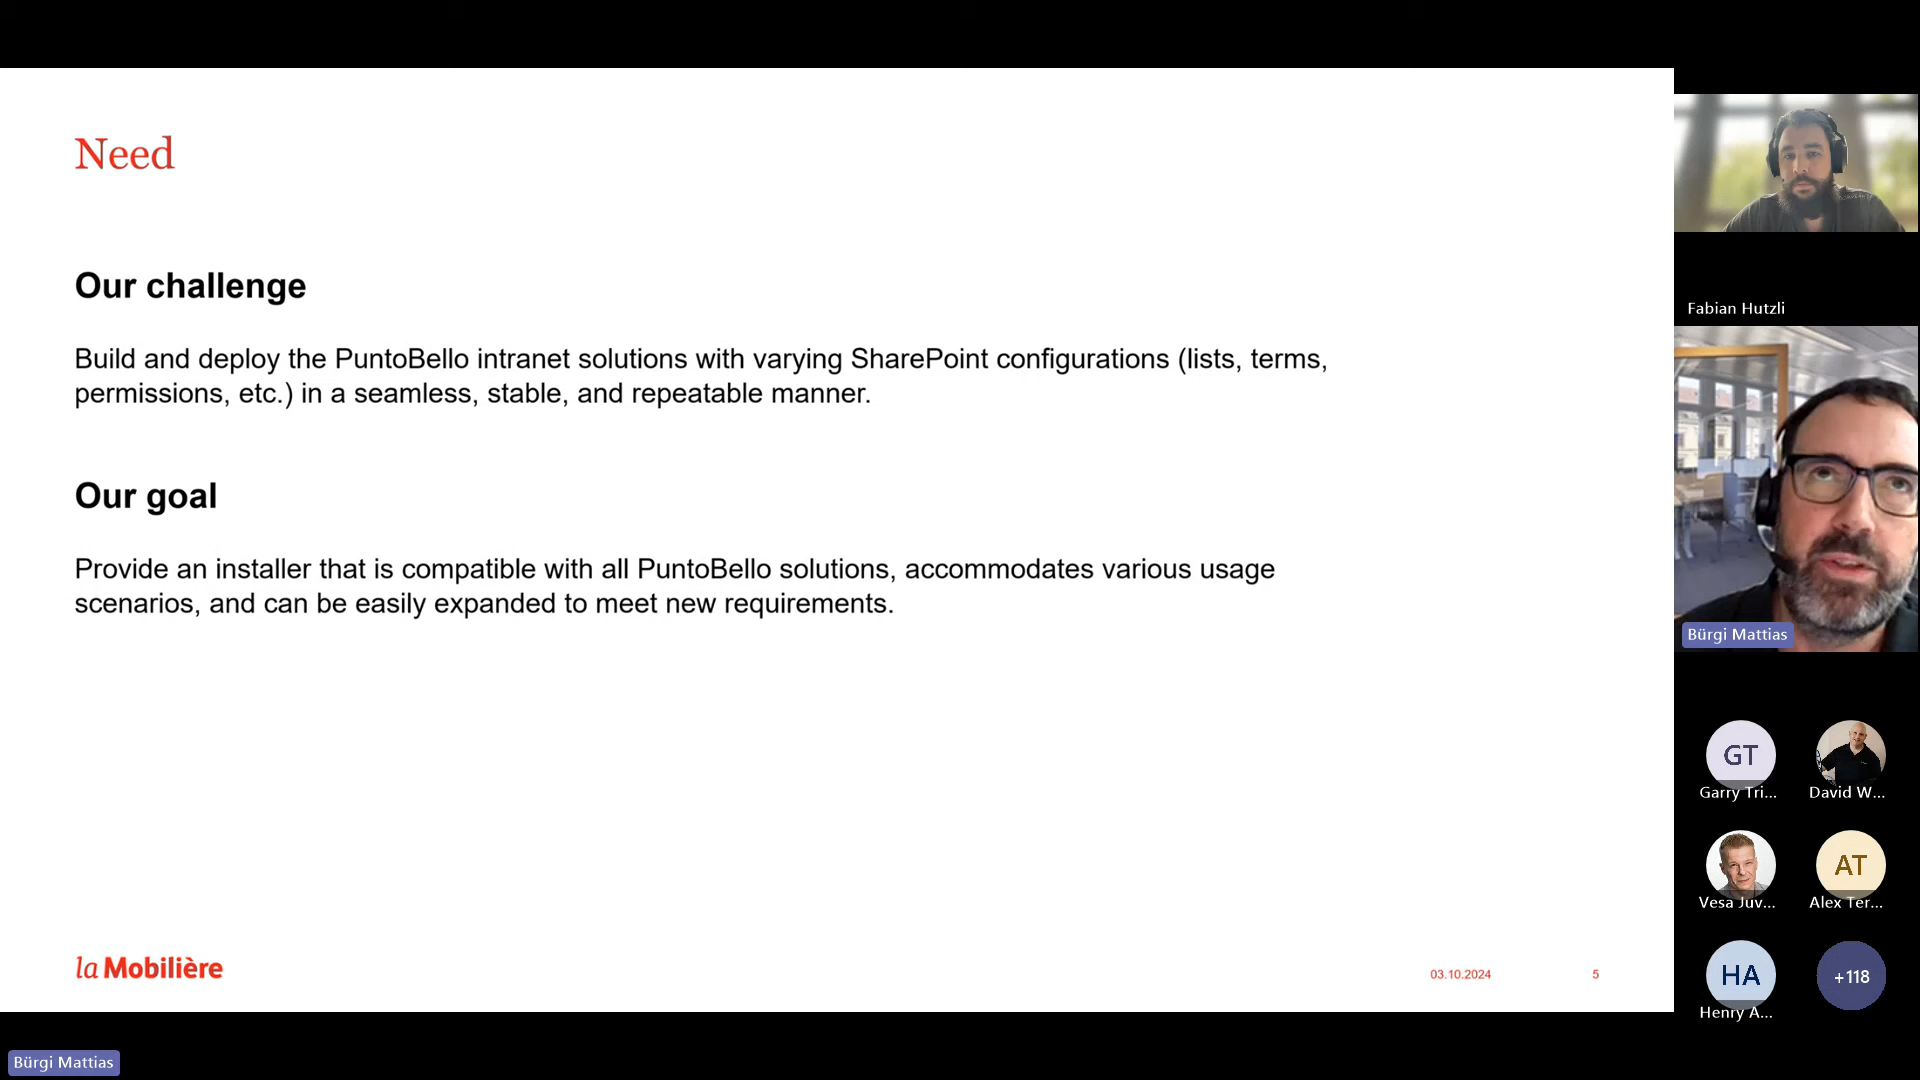 Need
Our challenge
Build and deploy the PuntoBello intranet solutions with varying SharePoint configurations (lists, terms,
permissions, etc.) in a seamless, stable, and repeatable manner.
Our goal
Provide an installer that is compatible with all PuntoBello solutions, accommodates various usage
scenarios, and can be easily expanded to meet new requirements.
la Mobilière
03.10.2024
5
Fabian Hutzli
Bürgi Mattias
GT
Garry Tri...
David W...
Vesa Juv...
AT
Alex Ter...
HA
Henry A...
+118
Bürgi Mattias